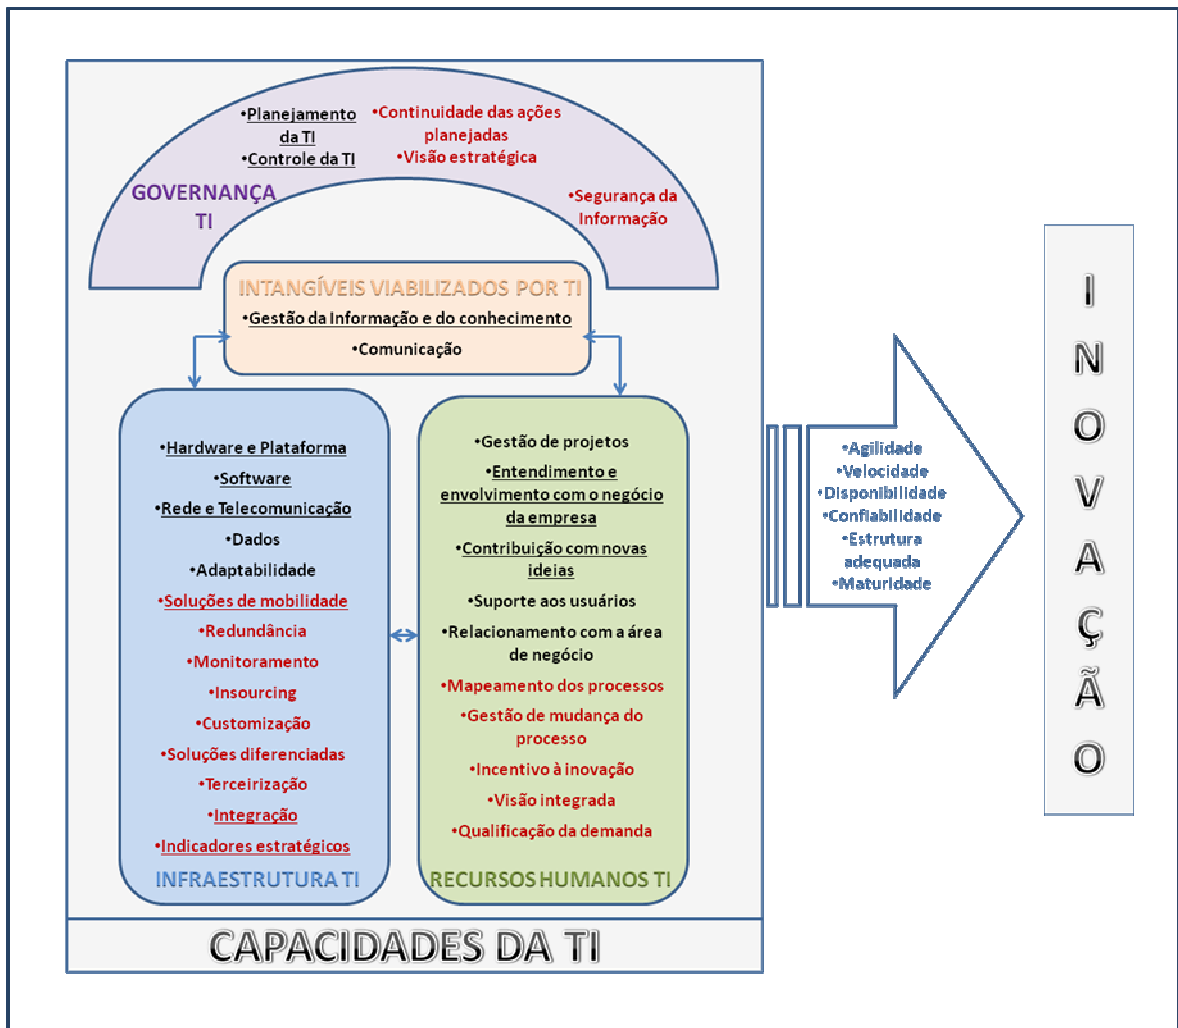 •Planejamento
da TI
•Controle da TI
•Continuidade das ações
planejadas
•Visão estratégica
GOVERNANÇA
TI
•Segurança da
Informação
INTANGÍVEIS VIABILIZADOS POR TI
•Gestão da Informação e do conhecimento
•Comunicação
•Hardware e Plataforma
•Software
•Rede e Telecomunicação
•Dados
•Adaptabilidade
•Soluções de mobilidade
•Redundância
•Monitoramento
•Insourcing
•Customização
•Soluções diferenciadas
•Terceirização
•Integração
•Indicadores estratégicos
INFRAESTRUTURA TI
•Gestão de projetos
•Entendimento e
envolvimento com o negócio
da empresa
•Contribuição com novas
ideias
•Suporte aos usuários
•Relacionamento com a área
de negócio
•Mapeamento dos processos
•Gestão de mudança do
processo
•Incentivo à inovação
•Visão integrada
•Qualificação da demanda
RECURSOS HUMANOS TI
CAPACIDADES DA TI
•Agilidade
•Velocidade
•Disponibilidade
•Confiabilidade
•Estrutura
adequada
•Maturidade
I
N
O
V
A
Ç
Ã
O